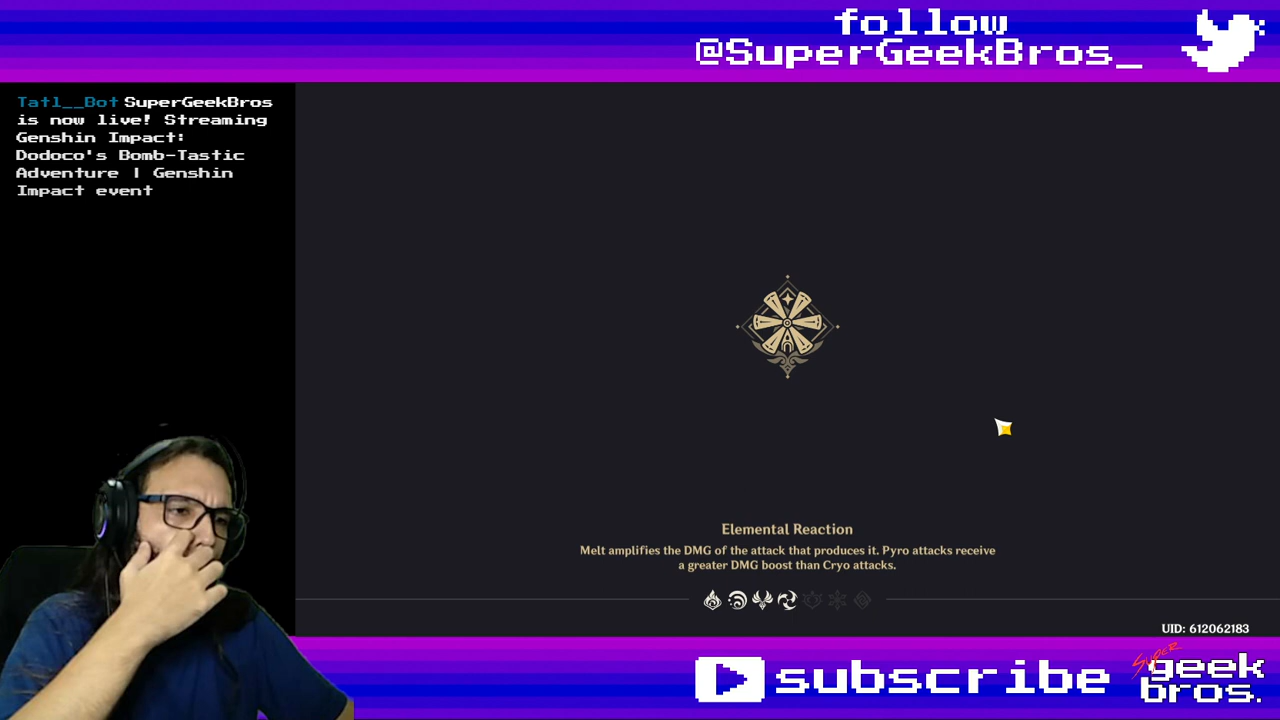 follow
@SuperGeekBros_
Tatl__Bot SuperGeekBros
is now live! Streaming
Genshin Impact:
Dodoco's Bomb-Tastic
Adventure | Genshin
Impact event
Elemental Reaction
Melt amplifies the DMG of the attack that produces it. Pyro attacks receive
a greater DMG boost than Cryo attacks.
UID: 612062183
subscribe
SUPER
geek
bros.